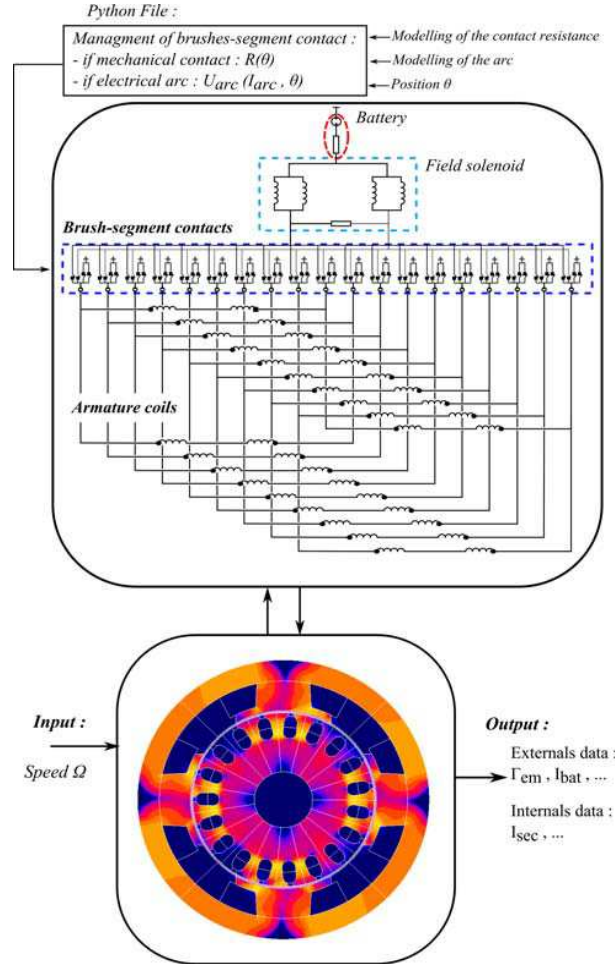 Python File :
Managment of brushes-segment contact :
- if mechanical contact : R(θ)
- if electrical arc : Uarc (Iarc , θ)
Modelling of the contact resistance
Modelling of the arc
Position θ
Battery
Field solenoid
Brush-segment contacts
Armature coils
Input :
Speed Ω
Output :
Externals data :
Γem , Ibat , ...
Internals data :
Isec , ...